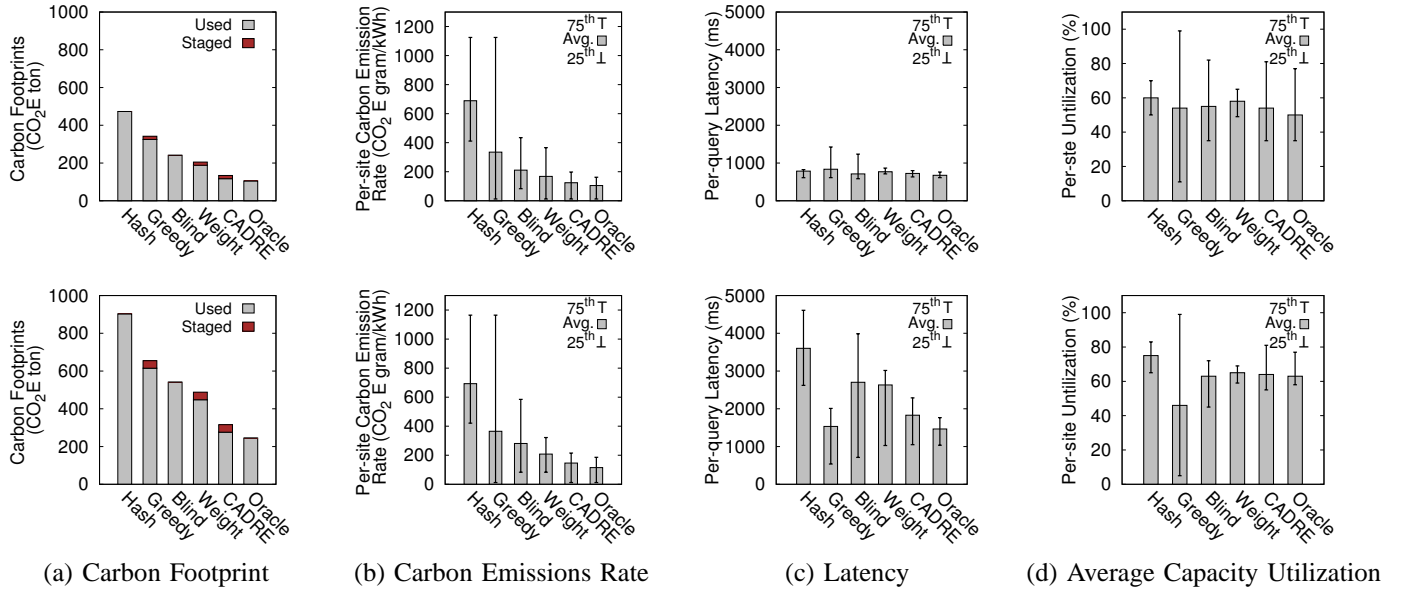 Carbon Footprints
(CO2E ton)
1000
800
600
400
200
0
Used
Staged
Hash
Greedy
Blind
Weight
CADRE
Oracle
Per-site Carbon Emission
Rate (CO2 E gram/kWh)
1200
1000
800
600
400
200
0
75th
Avg.
25th
Hash
Greedy
Blind
Weight
CADRE
Oracle
Per-query Latency (ms)
5000
4000
3000
2000
1000
0
75th
Avg.
25th
Hash
Greedy
Blind
Weight
CADRE
Oracle
Per-ste Untilization (%)
100
80
60
40
20
0
75th
Avg.
25th
Hash
Greedy
Blind
Weight
CADRE
Oracle
Carbon Footprints
(CO2E ton)
1000
800
600
400
200
0
Used
Staged
Hash
Greedy
Blind
Weight
CADRE
Oracle
Per-site Carbon Emission
Rate (CO2 E gram/kWh)
1200
1000
800
600
400
200
0
75th
Avg.
25th
Hash
Greedy
Blind
Weight
CADRE
Oracle
Per-query Latency (ms)
5000
4000
3000
2000
1000
0
75th
Avg.
25th
Hash
Greedy
Blind
Weight
CADRE
Oracle
Per-site Untilization (%)
100
80
60
40
20
0
75th
Avg.
25th
Hash
Greedy
Blind
Weight
CADRE
Oracle
(a) Carbon Footprint
(b) Carbon Emissions Rate
(c) Latency
(d) Average Capacity Utilization